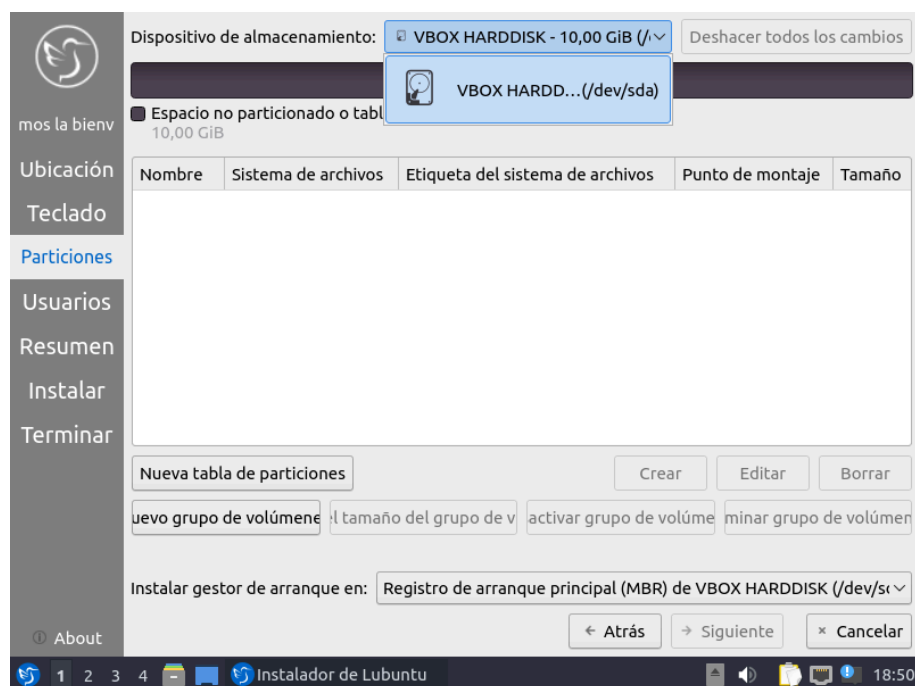 Dispositivo de almacenamiento:
VBOX HARDDISK - 10,00 GiB (/
Deshacer todos los cambios
VBOX HARDD...(/dev/sda)
Espacio no particionado o tabl
10,00 GiB
mos la bienv
Ubicación
Teclado
Particiones
Usuarios
Resumen
Instalar
Terminar
About
Nombre
Sistema de archivos
Etiqueta del sistema de archivos
Punto de montaje
Tamaño
Nueva tabla de particiones
Crear
Editar
Borrar
uevo grupo de volúmene
l tamaño del grupo de v
activar grupo de volúme
minar grupo de volúmen
Instalar gestor de arranque en:
Registro de arranque principal (MBR) de VBOX HARDDISK (/dev/s
Atrás
Siguiente
Cancelar
1 2 3 4
Instalador de Lubuntu
18:50